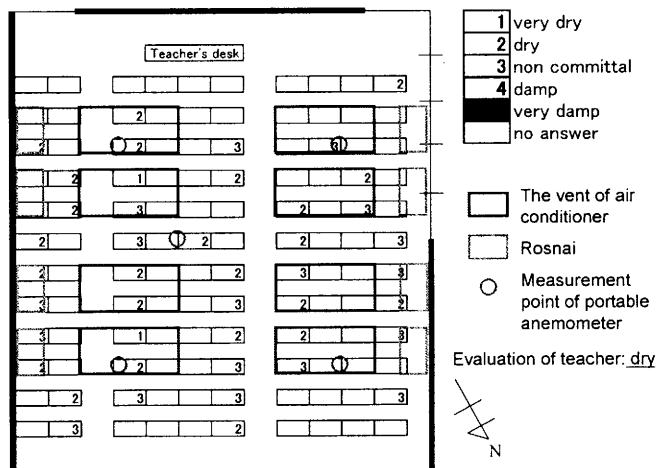 Teacher's desk
2
2
2 2 3 3
2 1 2 2
2 3 2 3
2 3 2 2 3
2 2 2 3 3
3 2 3 2 2
3 1 2 2 3
2 2 3 3
2 3 3 3 3
3 2
1 very dry
2 dry
3 non committal
4 damp
very damp
no answer
The vent of air
conditioner
Rosnai
Measurement
point of portable
anemometer
Evaluation of teacher: dry
N